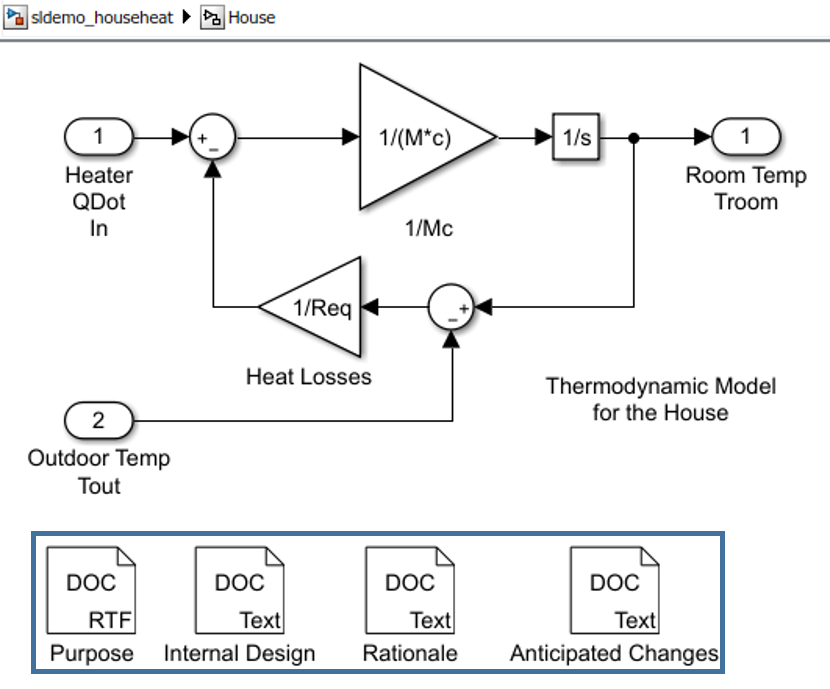 sldemo_househeat House
1
Heater
QDot
In
+
_
1/(M*c)
1/Mc
1/s
1
Room Temp
Troom
1/Req
Heat Losses
+
_
Thermodynamic Model
for the House
2
Outdoor Temp
Tout
DOC
RTF
Purpose
DOC
Text
Internal Design
DOC
Text
Rationale
DOC
Text
Anticipated Changes